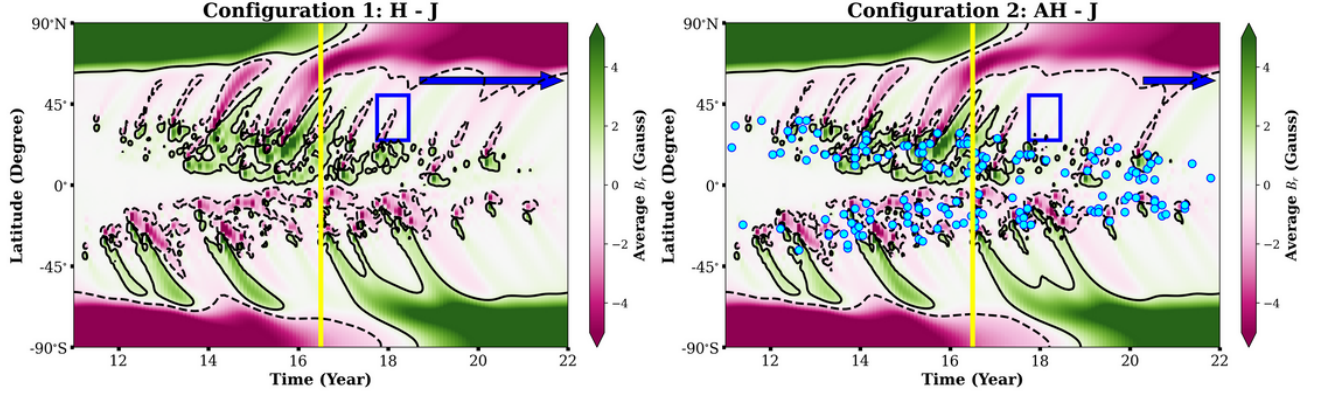 Configuration 1: H - J
90°N
45°
0°
-45°
-90°S
Latitude (Degree)
12 14 16 18 20 22
Time (Year)
4
2
0
−2
−4
Average Br (Gauss)
Configuration 2: AH - J
90°N
45°
0°
-45°
-90°S
Latitude (Degree)
12 14 16 18 20 22
Time (Year)
4
2
0
−2
−4
Average Br (Gauss)